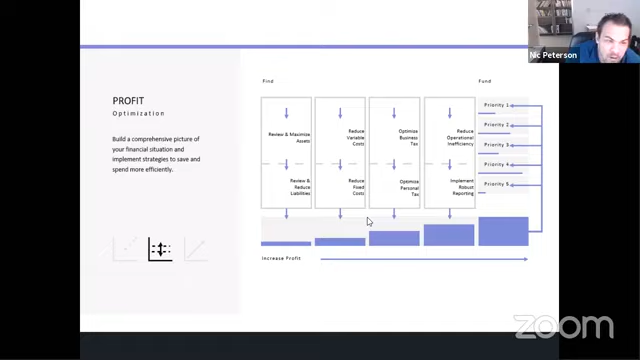 Nic Peterson
Find
Fund
PROFIT
Optimization
Build a comprehensive picture of
your financial situation and
implement strategies to save and
spend more efficiently.
Review & Maximize
Assets
Reduce
Variable
Costs
Optimize
Business
Tax
Reduce
Operational
Inefficiency
Review &
Reduce
Liabilities
Reduce
Fixed
Costs
Optimize
Personal
Tax
Implement
Robust
Reporting
Priority 1
Priority 2
Priority 3
Priority 4
Priority 5
Increase Profit
zoom